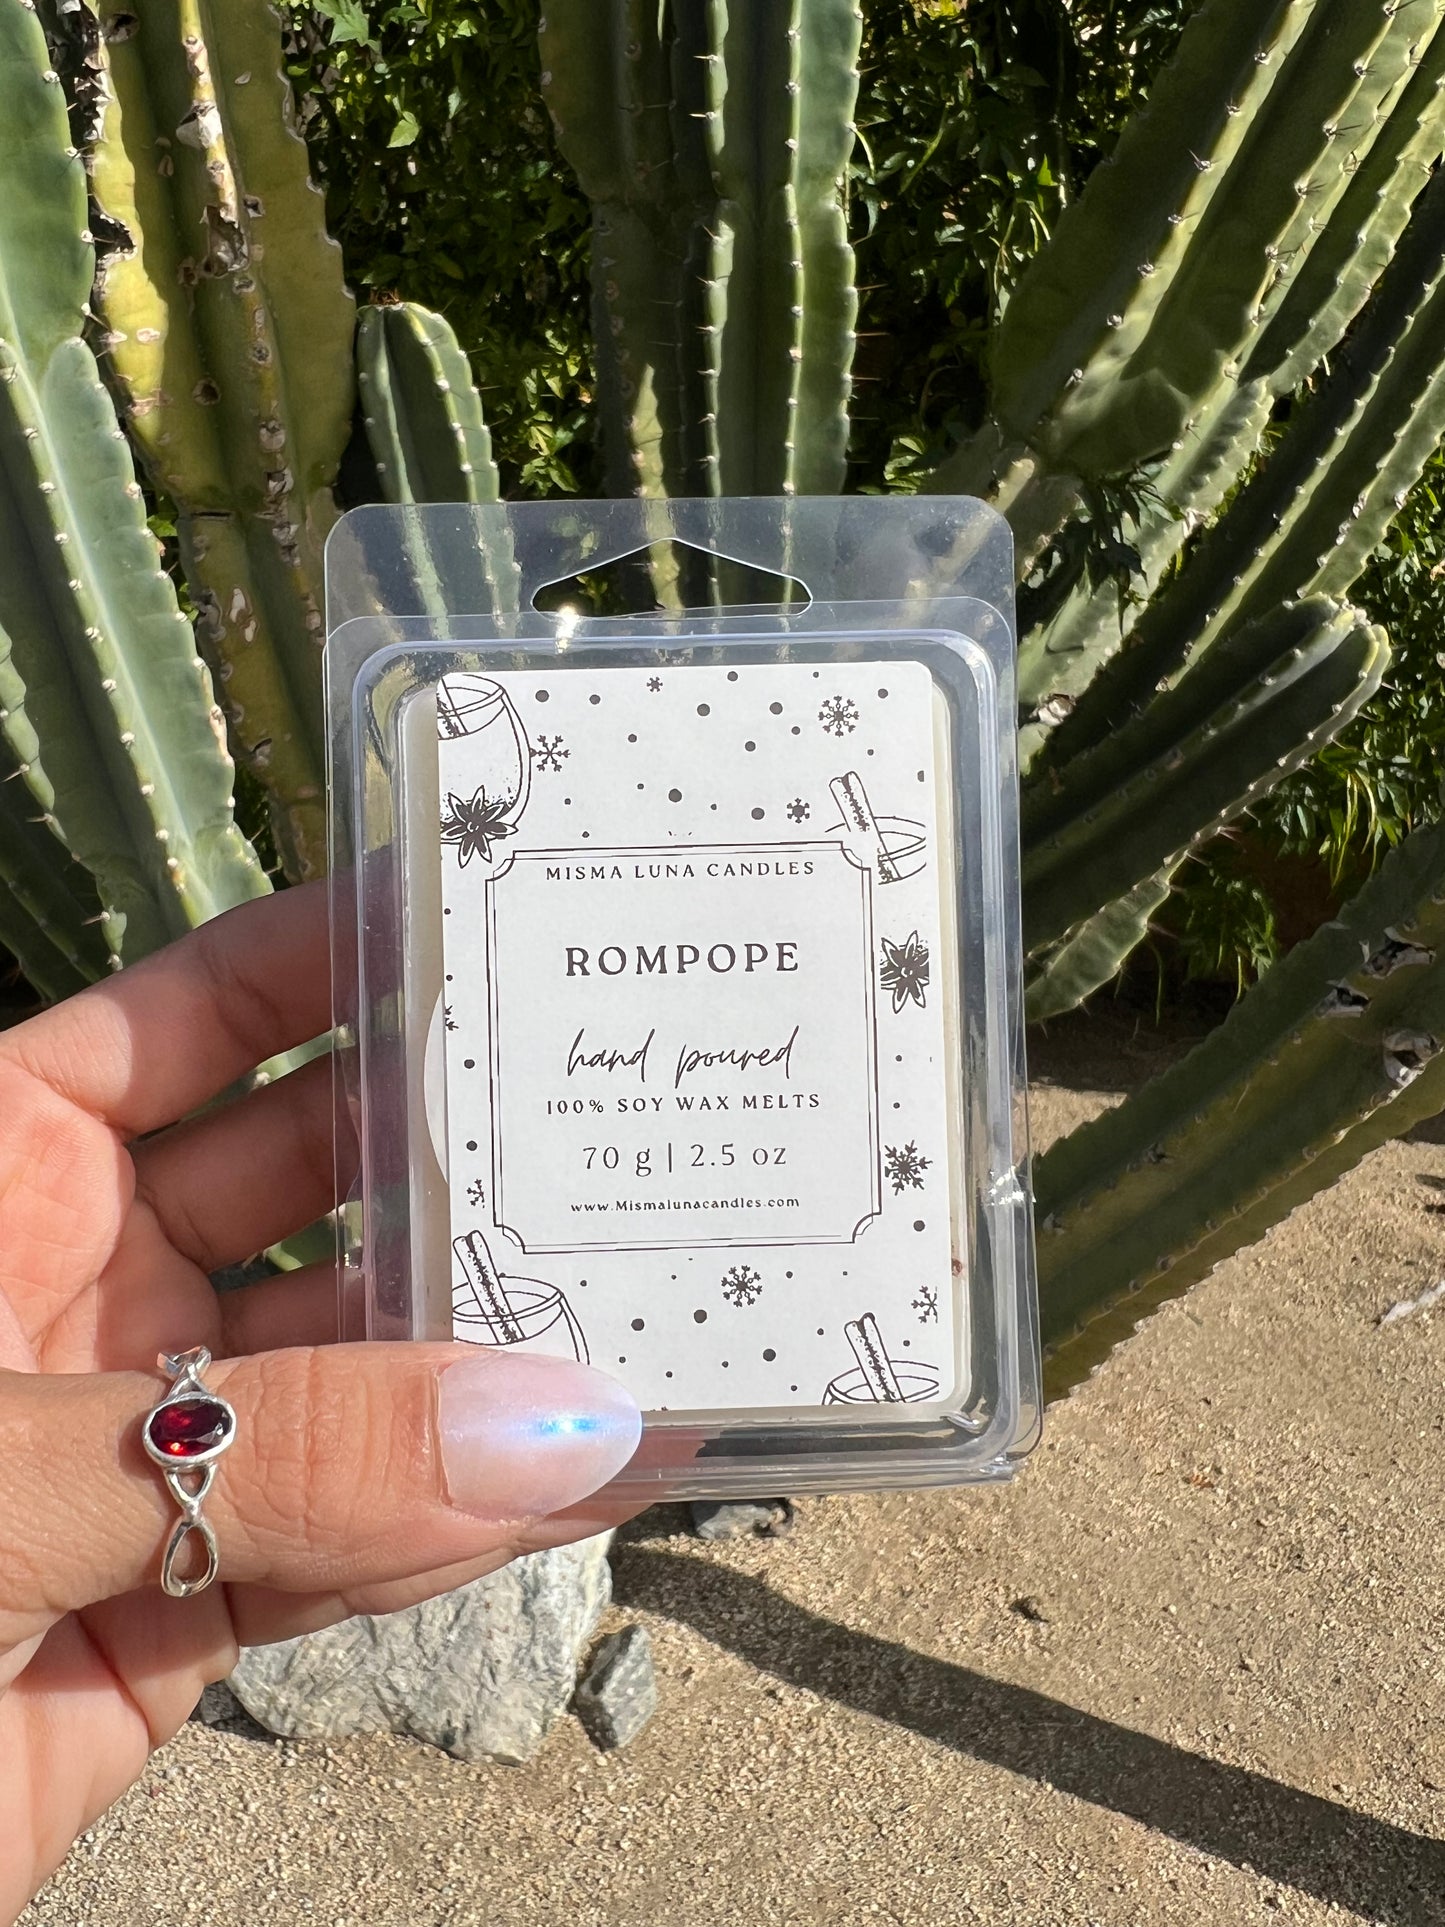 MISMA LUNA CANDLES
ROMPOPE
hand poured
100% SOY WAX MELTS
70 g | 2.5 oz
www.Mismalunacandles.com